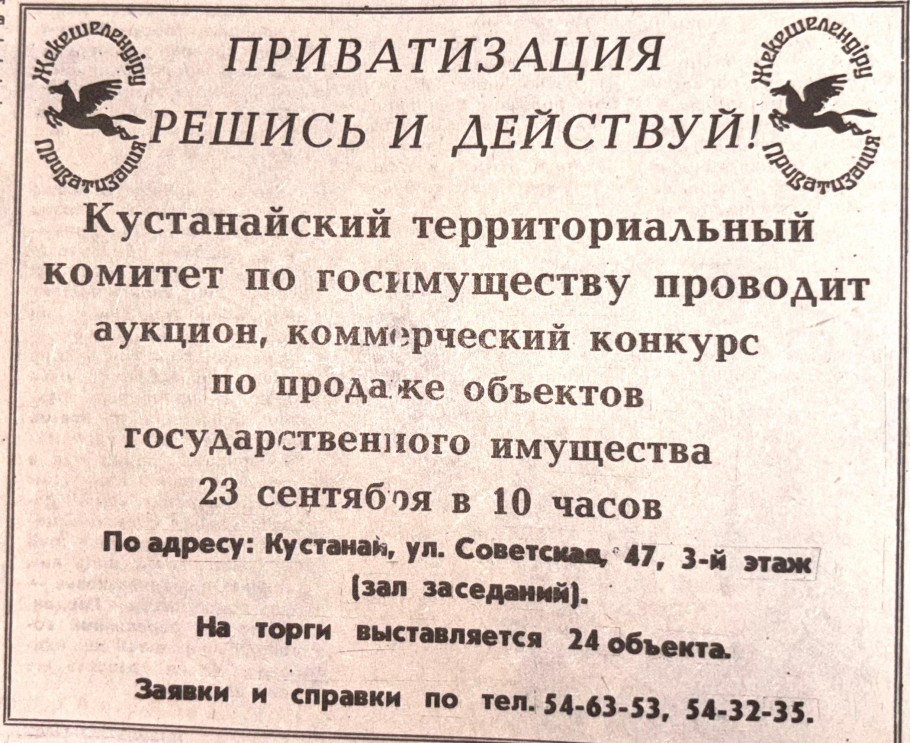 Жекешелендіру
Приватизация
Жекешелендіру
Приватизация
ПРИВАТИЗАЦИЯ
РЕШИСЬ И ДЕЙСТВУЙ!
Кустанайский территориальный
комитет по госимуществу проводит
аукцион, коммерческий конкурс
по продаже объектов
государственного имущества
23 сентября в 10 часов
По адресу: Кустанай, ул. Советская, 47, 3-й этаж
(зал заседаний).
На торги выставляется 24 объекта.
Заявки и справки по тел. 54-63-53, 54-32-35.